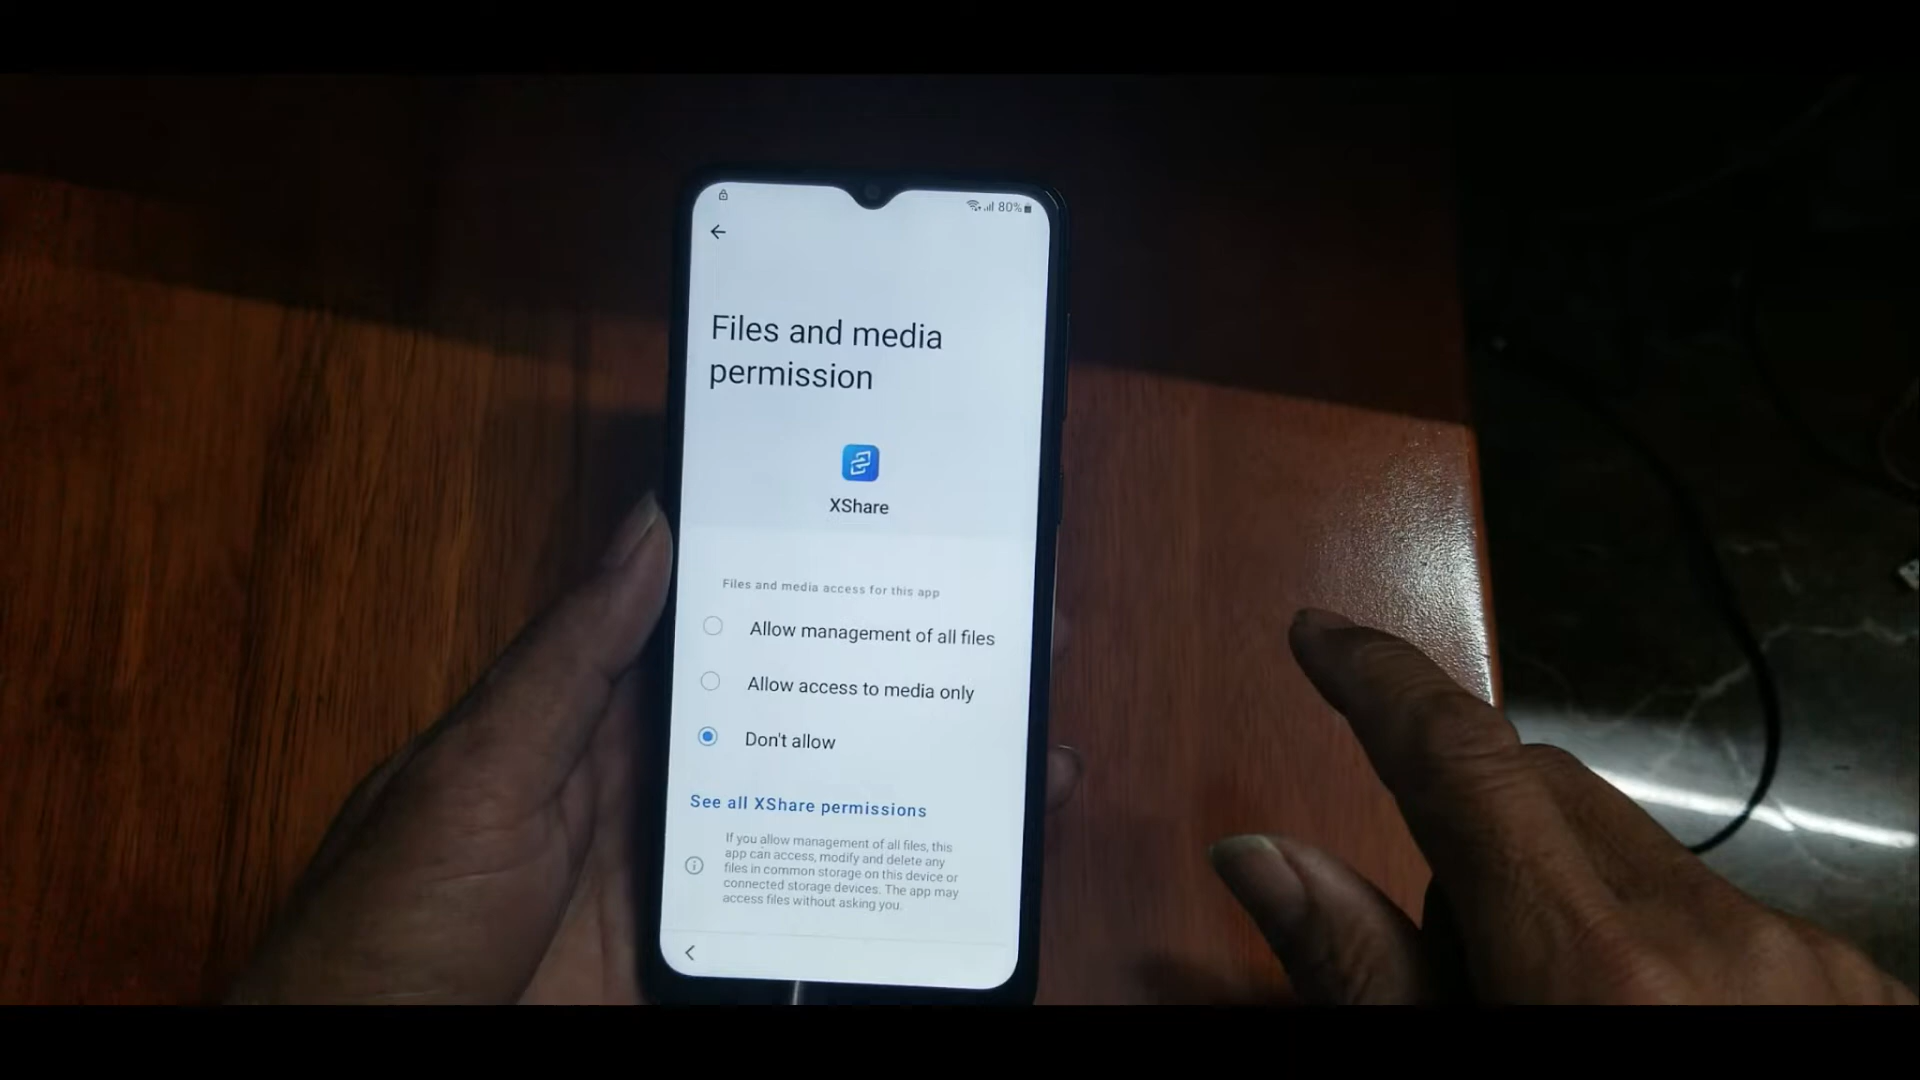 80%
Files and media
permission
XShare
Files and media access for this app
Allow management of all files
Allow access to media only
Don't allow
See all XShare permissions
If you allow management of all files, this
app can access, modify and delete any
files in common storage on this device or
connected storage devices. The app may
access files without asking you.